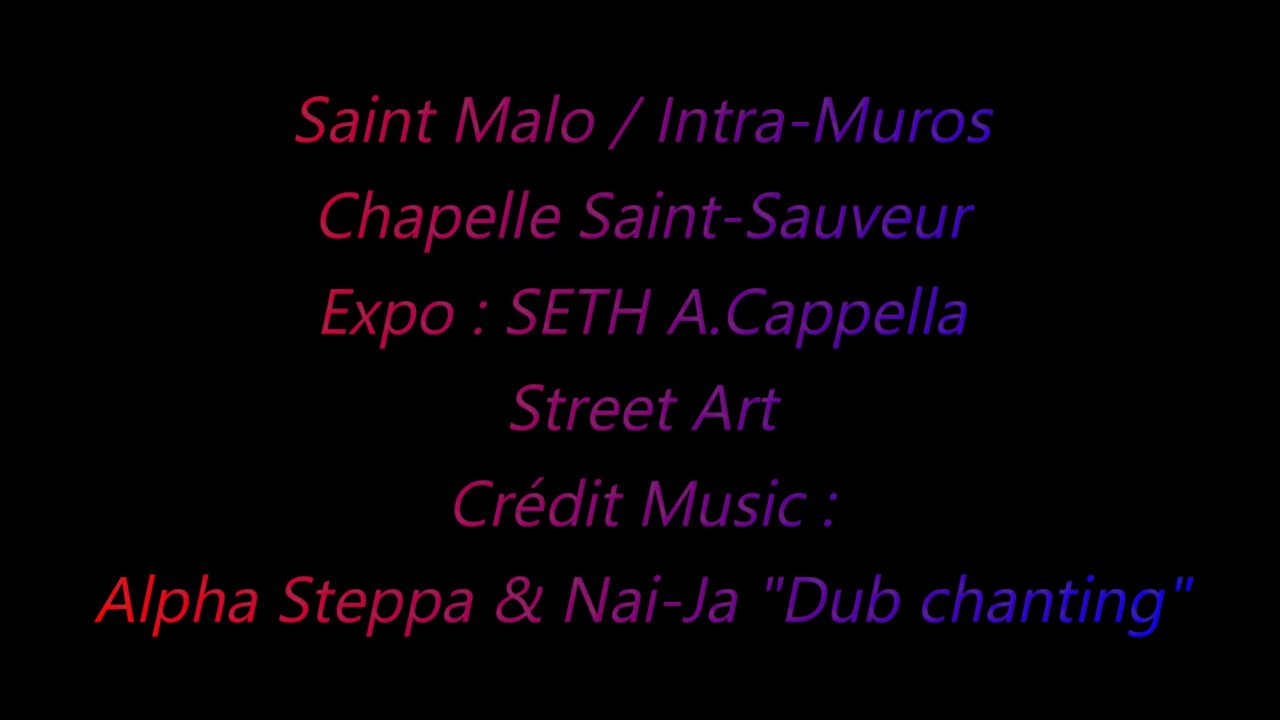 Saint Malo / Intra-Muros
Chapelle Saint-Sauveur
Expo : SETH A.Cappella
Street Art
Crédit Music :
Alpha Steppa & Nai-Ja "Dub chanting"